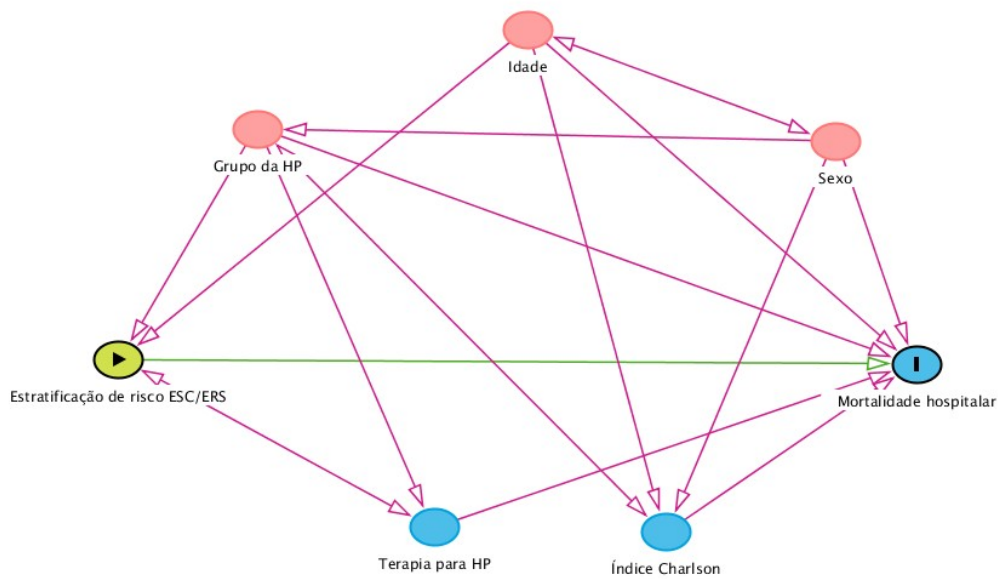 Idade
Grupo da HP
Sexo
Estratificação de risco ESC/ERS
Mortalidade hospitalar
Terapia para HP
Índice Charlson